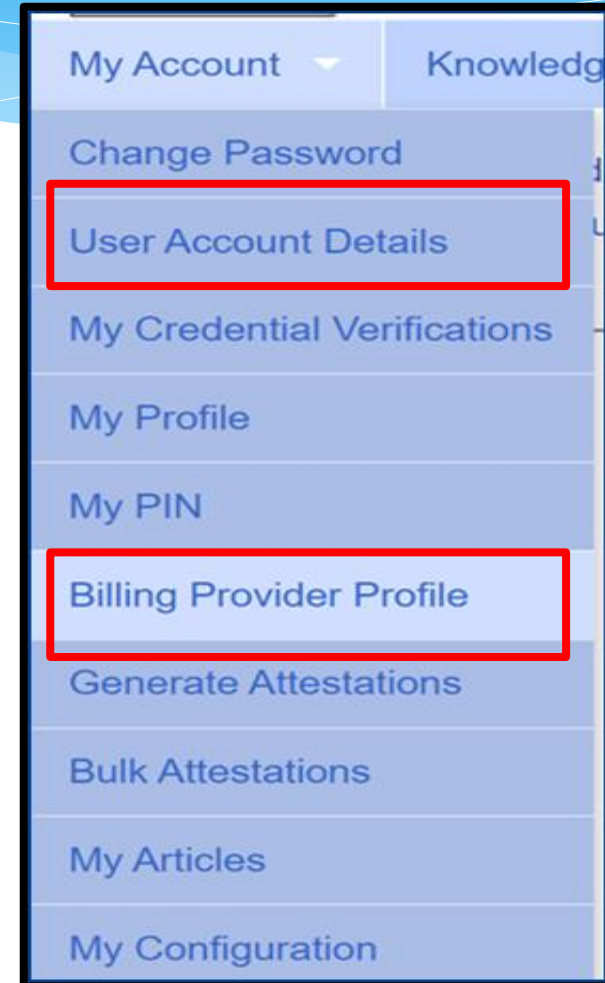 My Account
Knowledg
Change Password
User Account Details
My Credential Verifications
My Profile
My PIN
Billing Provider Profile
Generate Attestations
Bulk Attestations
My Articles
My Configuration